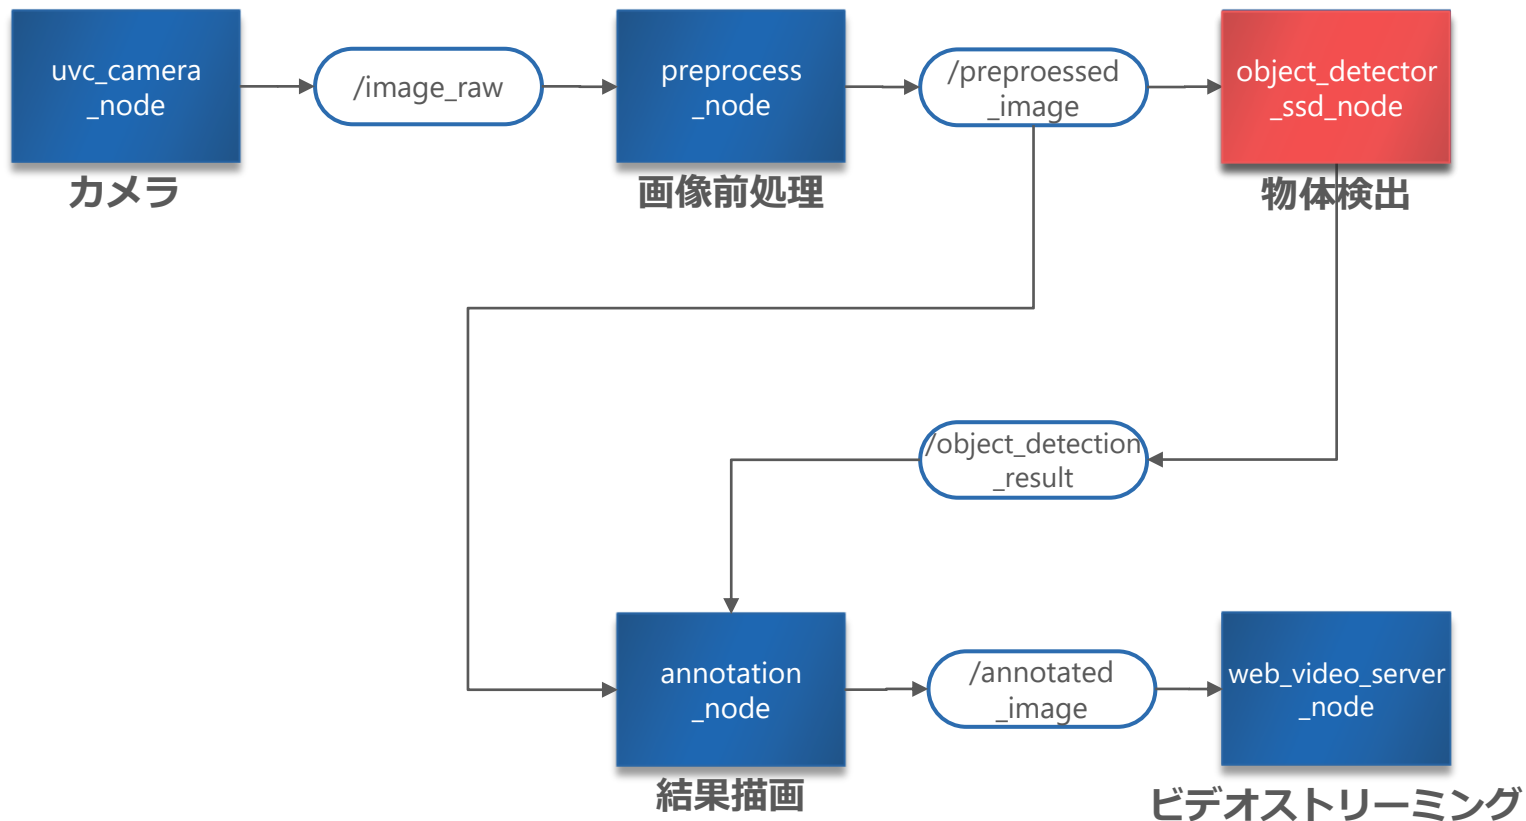 uvc_camera
_node
/image_raw
preprocess
_node
/preproessed
_image
object_detector
_ssd_node
カメラ
画像前処理
物体検出
/object_detection
_result
annotation
_node
/annotated
_image
web_video_server
_node
結果描画
ビデオストリーミング